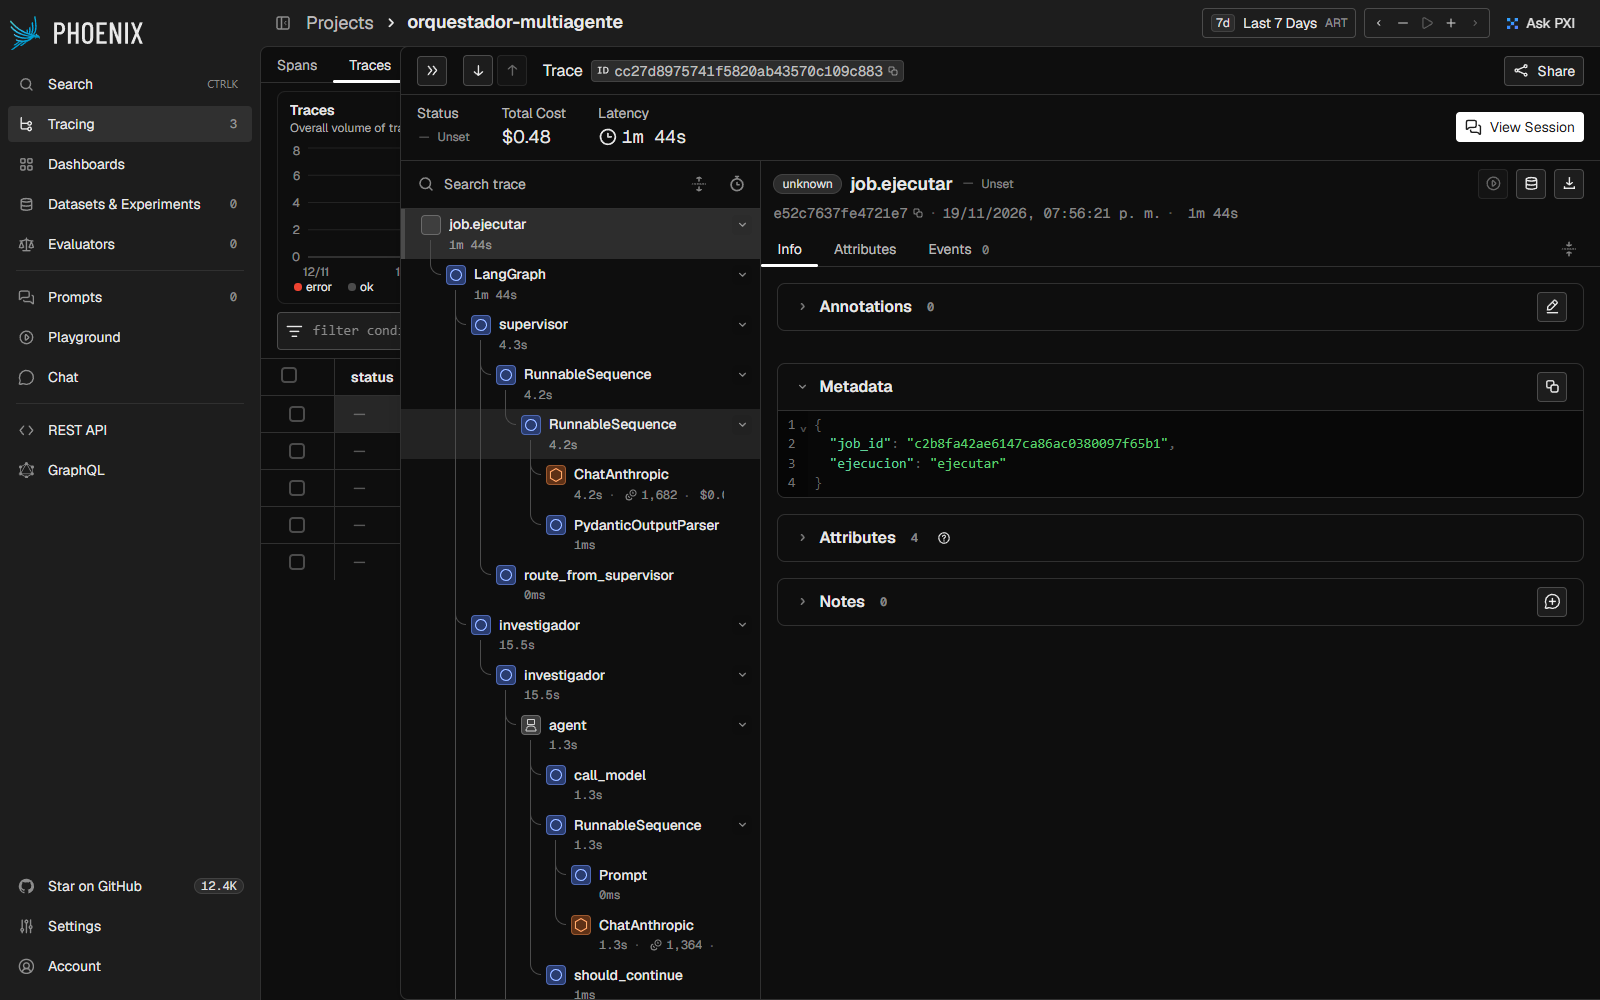 PHOENIX
Search CTRLK
Tracing 3
Dashboards
Datasets & Experiments 0
Evaluators 0
Prompts 0
Playground
Chat
REST API
GraphQL
Star on GitHub 12.4K
Settings
Account
Projects › orquestador-multiagente
7d Last 7 Days ART
Ask PXI
Spans Traces
Traces
Overall volume of tra
8
6
4
2
0
12/11
error ok
filter condi
status
—
—
—
—
—
Trace ID cc27d8975741f5820ab43570c109c883
Share
Status Total Cost Latency
— Unset $0.48 1m 44s
View Session
Search trace
job.ejecutar
1m 44s
LangGraph
1m 44s
supervisor
4.3s
RunnableSequence
4.2s
RunnableSequence
4.2s
ChatAnthropic
4.2s · 1,682 · $0.
PydanticOutputParser
1ms
route_from_supervisor
0ms
investigador
15.5s
investigador
15.5s
agent
1.3s
call_model
1.3s
RunnableSequence
1.3s
Prompt
0ms
ChatAnthropic
1.3s · 1,364 ·
should_continue
1ms
unknown job.ejecutar — Unset
e52c7637fe4721e7 · 19/11/2026, 07:56:21 p. m. · 1m 44s
Info Attributes Events 0
Annotations 0
Metadata
1 {
2 "job_id": "c2b8fa42ae6147ca86ac0380097f65b1",
3 "ejecucion": "ejecutar"
4 }
Attributes 4
Notes 0